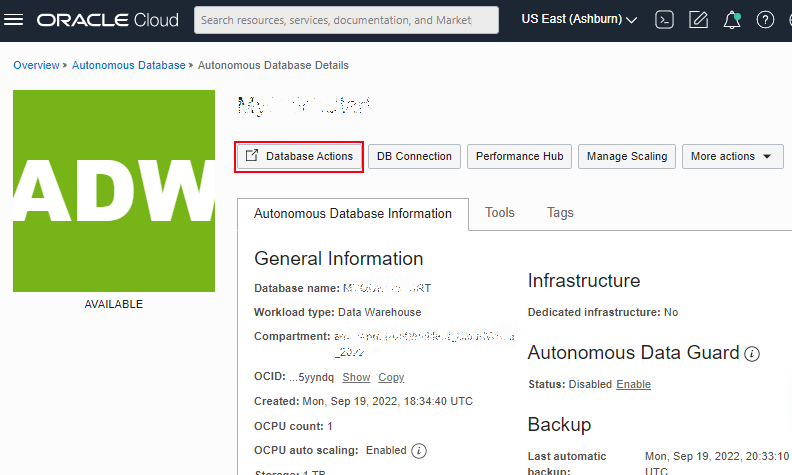 ORACLE Cloud
Search resources, services, documentation, and Market
US East (Ashburn)
Overview » Autonomous Database » Autonomous Database Details
ADW
AVAILABLE
Database Actions
DB Connection
Performance Hub
Manage Scaling
More actions
Autonomous Database Information
Tools
Tags
General Information
Database name:
Workload type: Data Warehouse
Compartment:
OCID: ...5yyndq Show Copy
Created: Mon, Sep 19, 2022, 18:34:40 UTC
OCPU count: 1
OCPU auto scaling: Enabled
Storage: 1 TB
Infrastructure
Dedicated infrastructure: No
Autonomous Data Guard
Status: Disabled Enable
Backup
Last automatic Mon, Sep 19, 2022, 20:33:10
backup: UTC